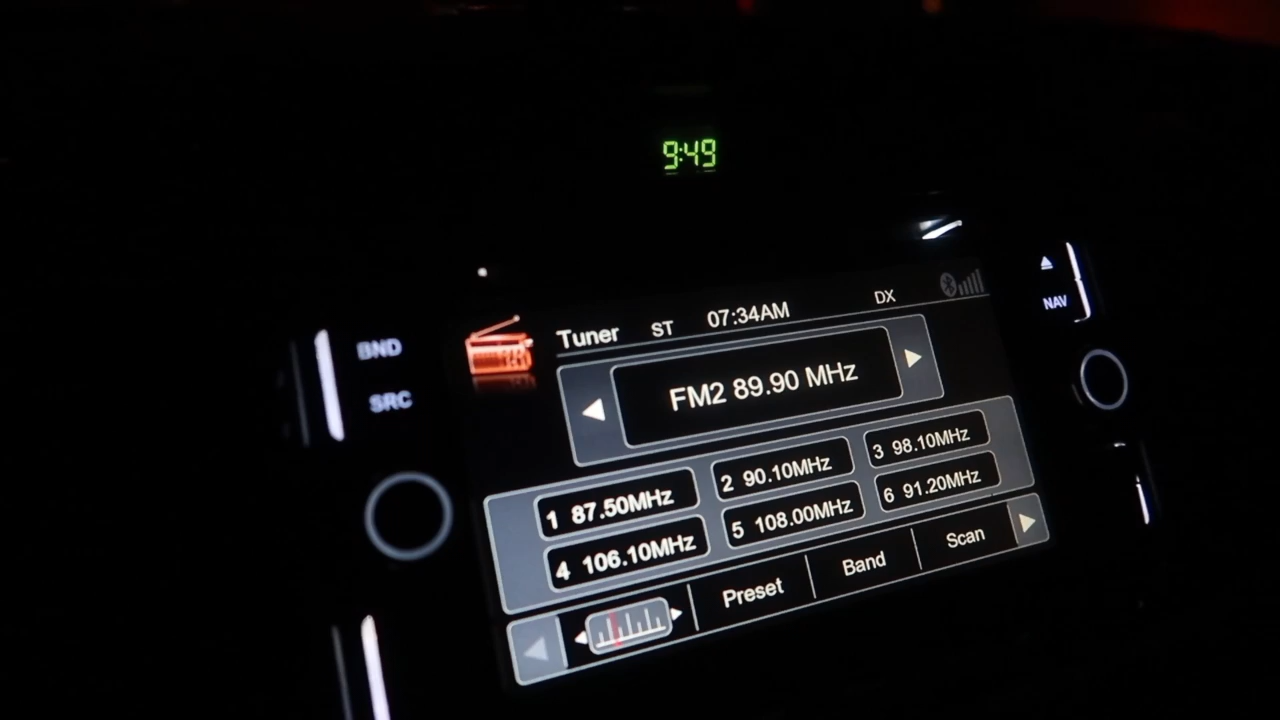 9:49
Tuner ST 07:34AM DX
NAV
BND
FM2 89.90 MHz
SRC
1 87.50MHz 2 90.10MHz 3 98.10MHz
4 106.10MHz 5 108.00MHz 6 91.20MHz
Preset Band Scan